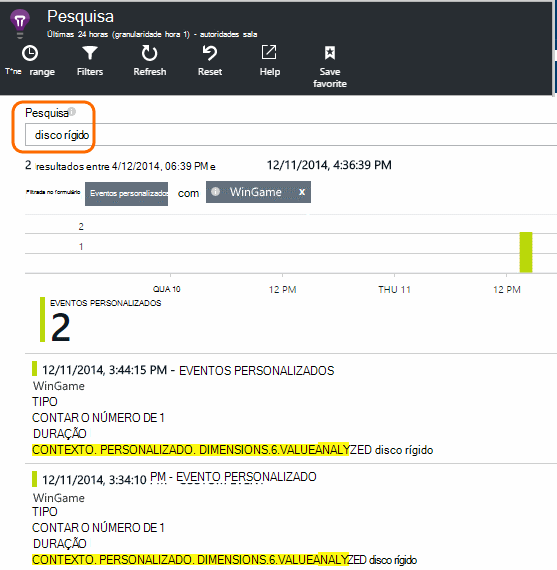 Pesquisa
Últimas 24 horas (granularidade hora 1) - autoridades sala
T*ne range Filters Refresh Reset Help Save favorite
Pesquisa
disco rígido
2 resultados entre 4/12/2014, 06:39 PM e 12/11/2014, 4:36:39 PM
Filtrada no formulário Eventos personalizados com WinGame x
2
1
QUA 10 12 PM THU 11 12 PM
EVENTOS PERSONALIZADOS
2
12/11/2014, 3:44:15 PM - EVENTOS PERSONALIZADOS
WinGame
TIPO
CONTAR O NÚMERO DE 1
DURAÇÃO
CONTEXTO. PERSONALIZADO. DIMENSIONS.6.VALUEANALYZED disco rígido
12/11/2014, 3:34:10 PM - EVENTO PERSONALIZADO
WinGame
TIPO
CONTAR O NÚMERO DE 1
DURAÇÃO
CONTEXTO. PERSONALIZADO. DIMENSIONS.6.VALUEANALYZED disco rígido